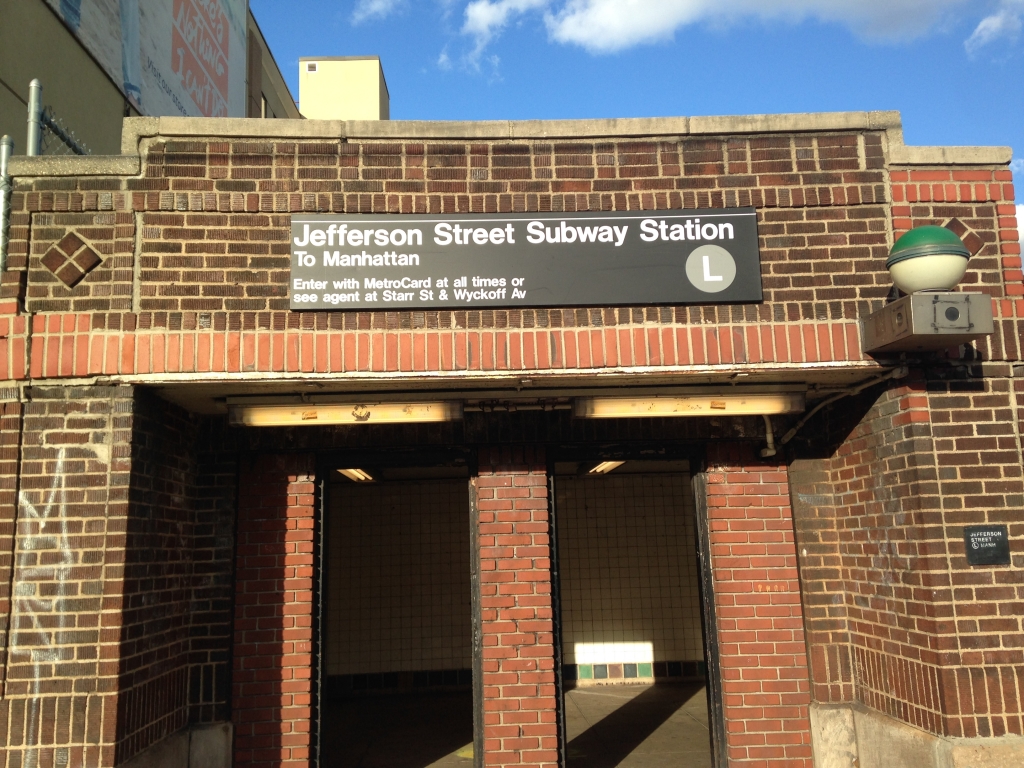 Jefferson Street Subway Station
To Manhattan
L
Enter with MetroCard at all times or
see agent at Starr St & Wyckoff Av
JEFFERSON
STREET
L MANH